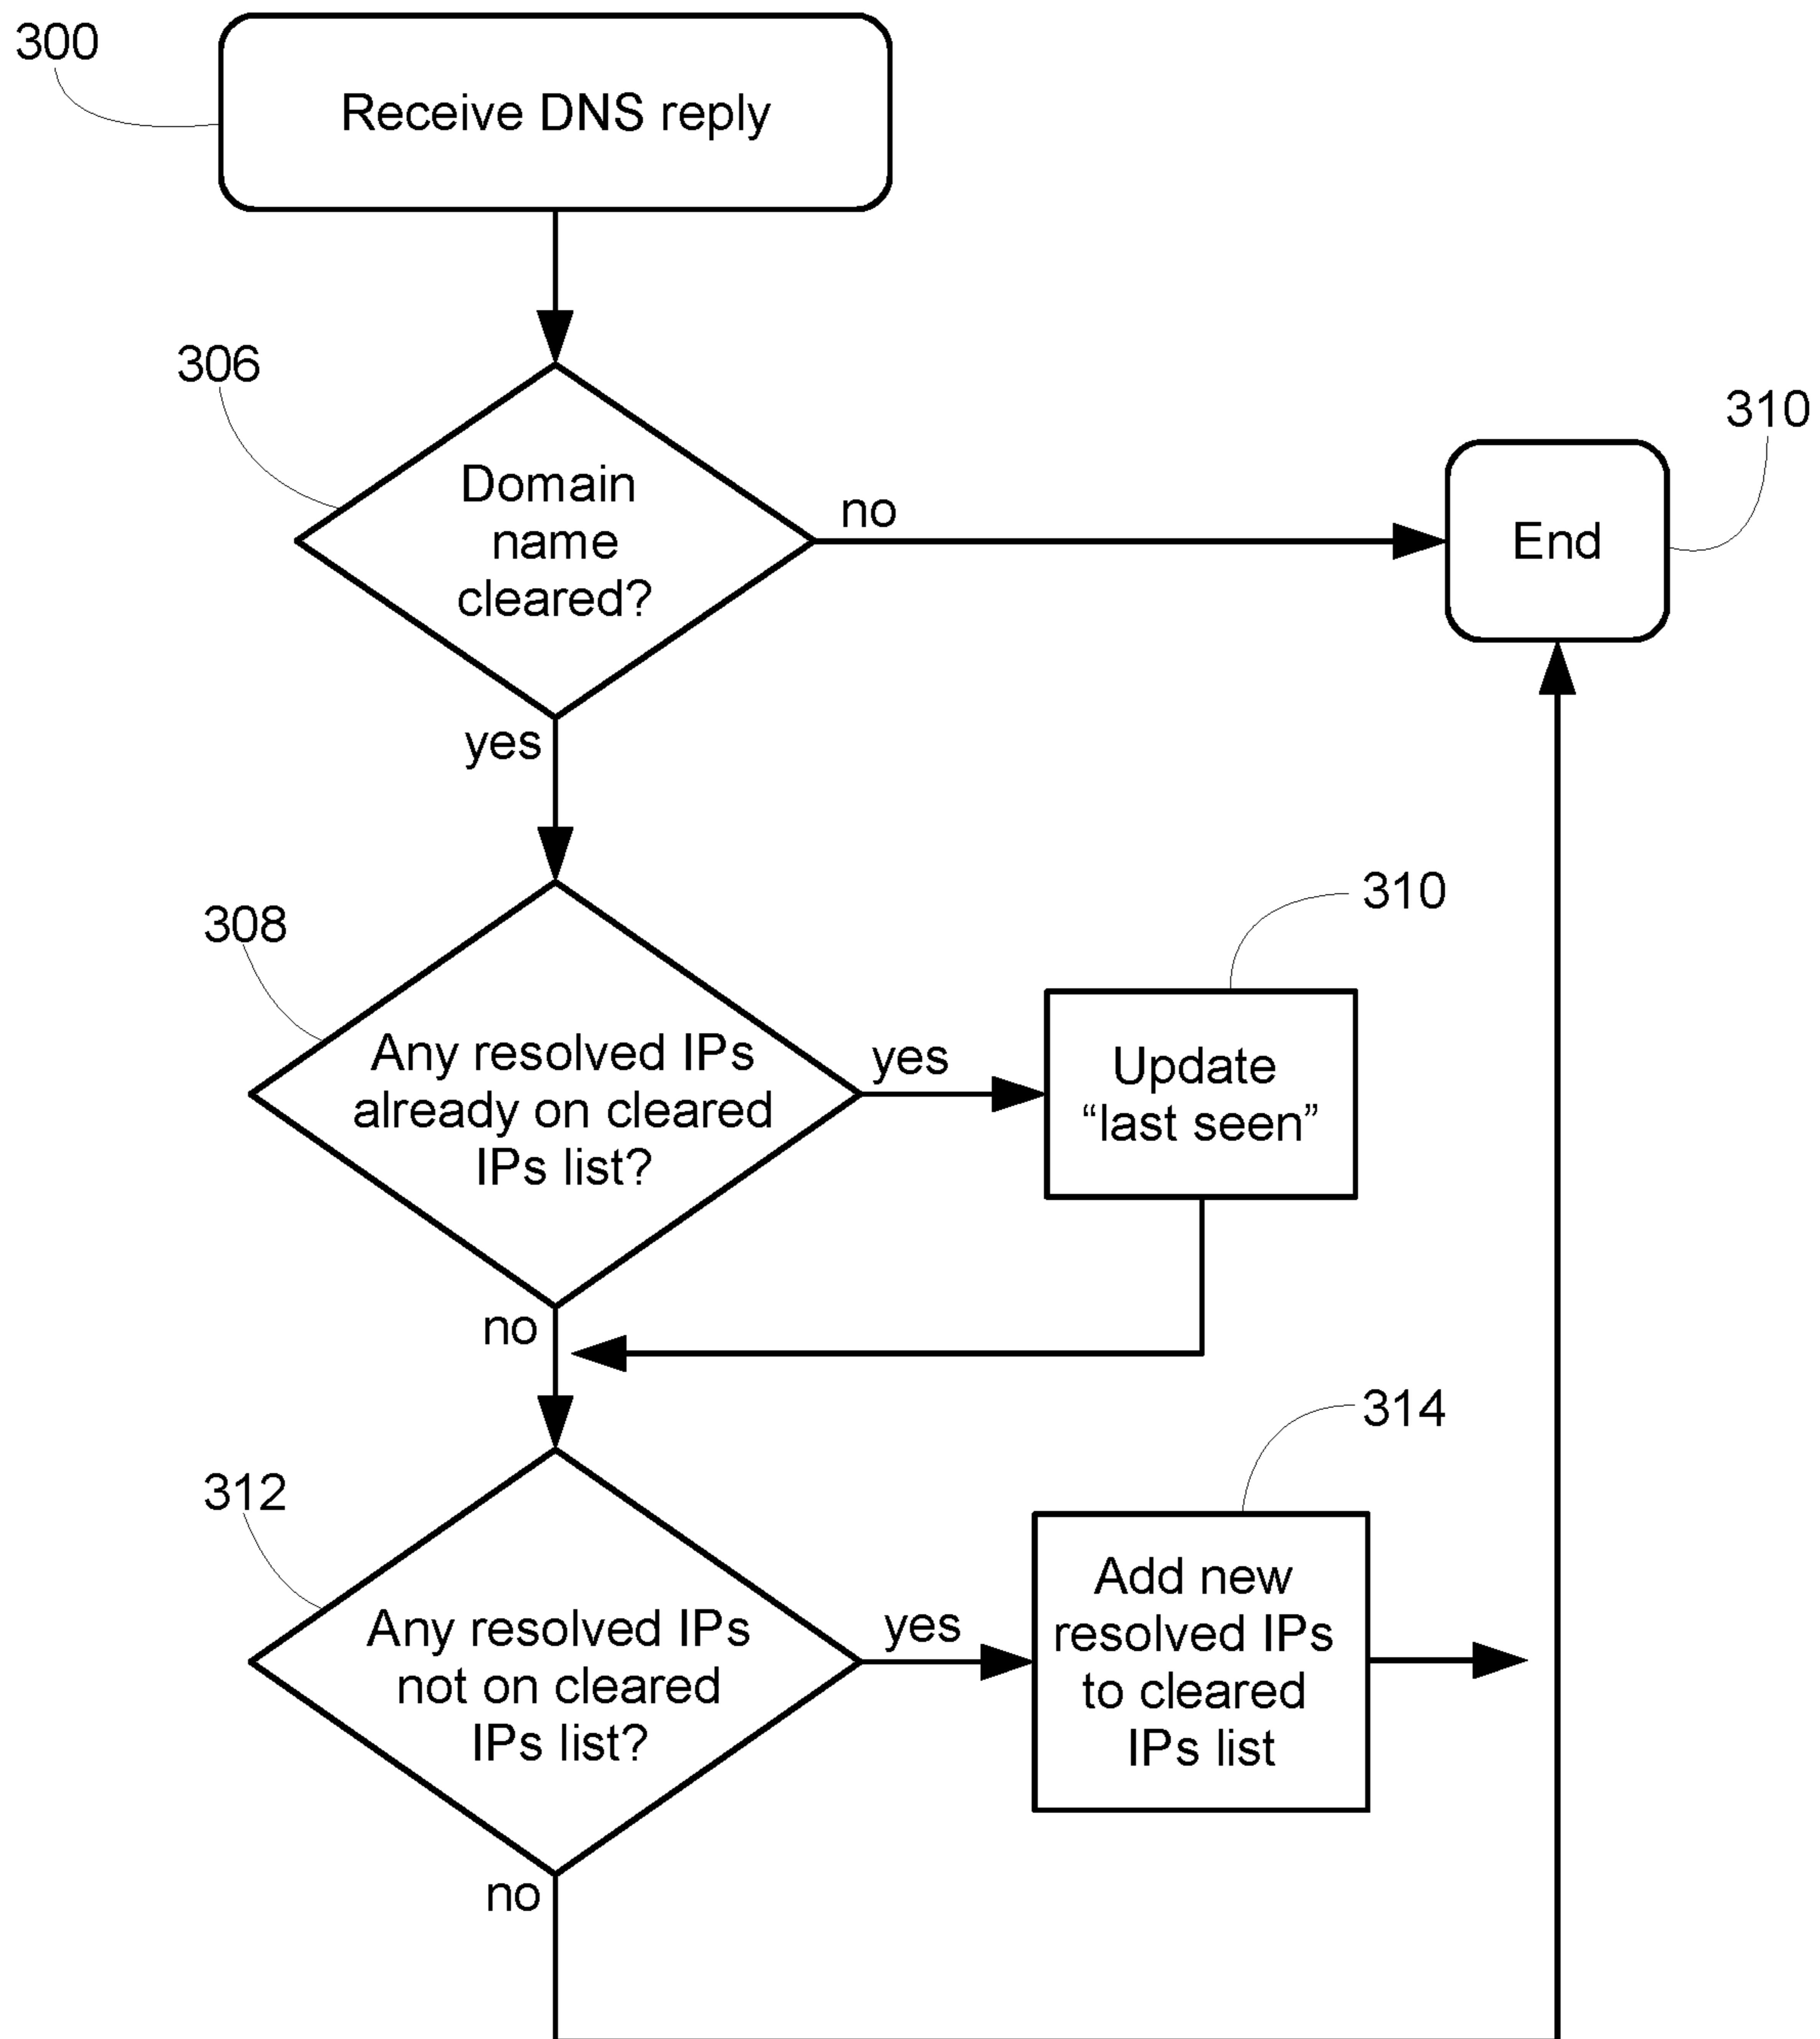 300
Receive DNS reply
306
Domain
name
cleared?
no
310
End
yes
308
Any resolved IPs
already on cleared
IPs list?
yes
310
Update
“last seen”
no
312
Any resolved IPs
not on cleared
IPs list?
yes
314
Add new
resolved IPs
to cleared
IPs list
no